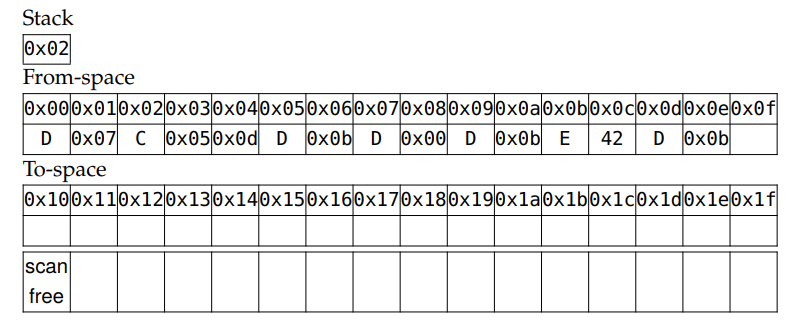 Stack
0x02
From-space
0x00 0x01 0x02 0x03 0x04 0x05 0x06 0x07 0x08 0x09 0x0a 0x0b 0x0c 0x0d 0x0e 0x0f
D 0x07 C 0x05 0x0d D 0x0b D 0x00 D 0x0b E 42 D 0x0b
To-space
0x10 0x11 0x12 0x13 0x14 0x15 0x16 0x17 0x18 0x19 0x1a 0x1b 0x1c 0x1d 0x1e 0x1f
scan
free